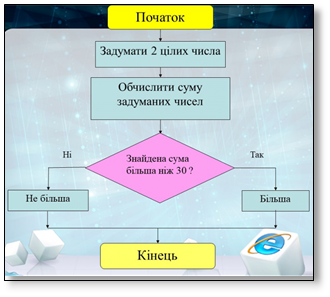 Початок
Задумати 2 цілих числа
Обчислити суму
задуманих чисел
Знайдена сума
більша ніж 30 ?
Ні
Так
Не більша
Більша
Кінець